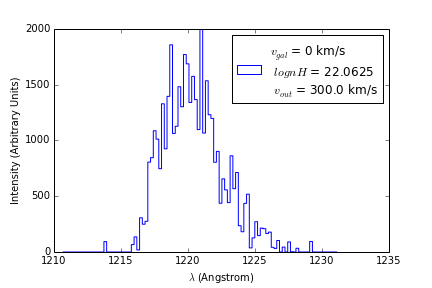 2000
1500
1000
500
0
Intensity (Arbitrary Units)
v_gal = 0 km/s
lognH = 22.0625
v_out = 300.0 km/s
1210 1215 1220 1225 1230 1235
λ (Angstrom)